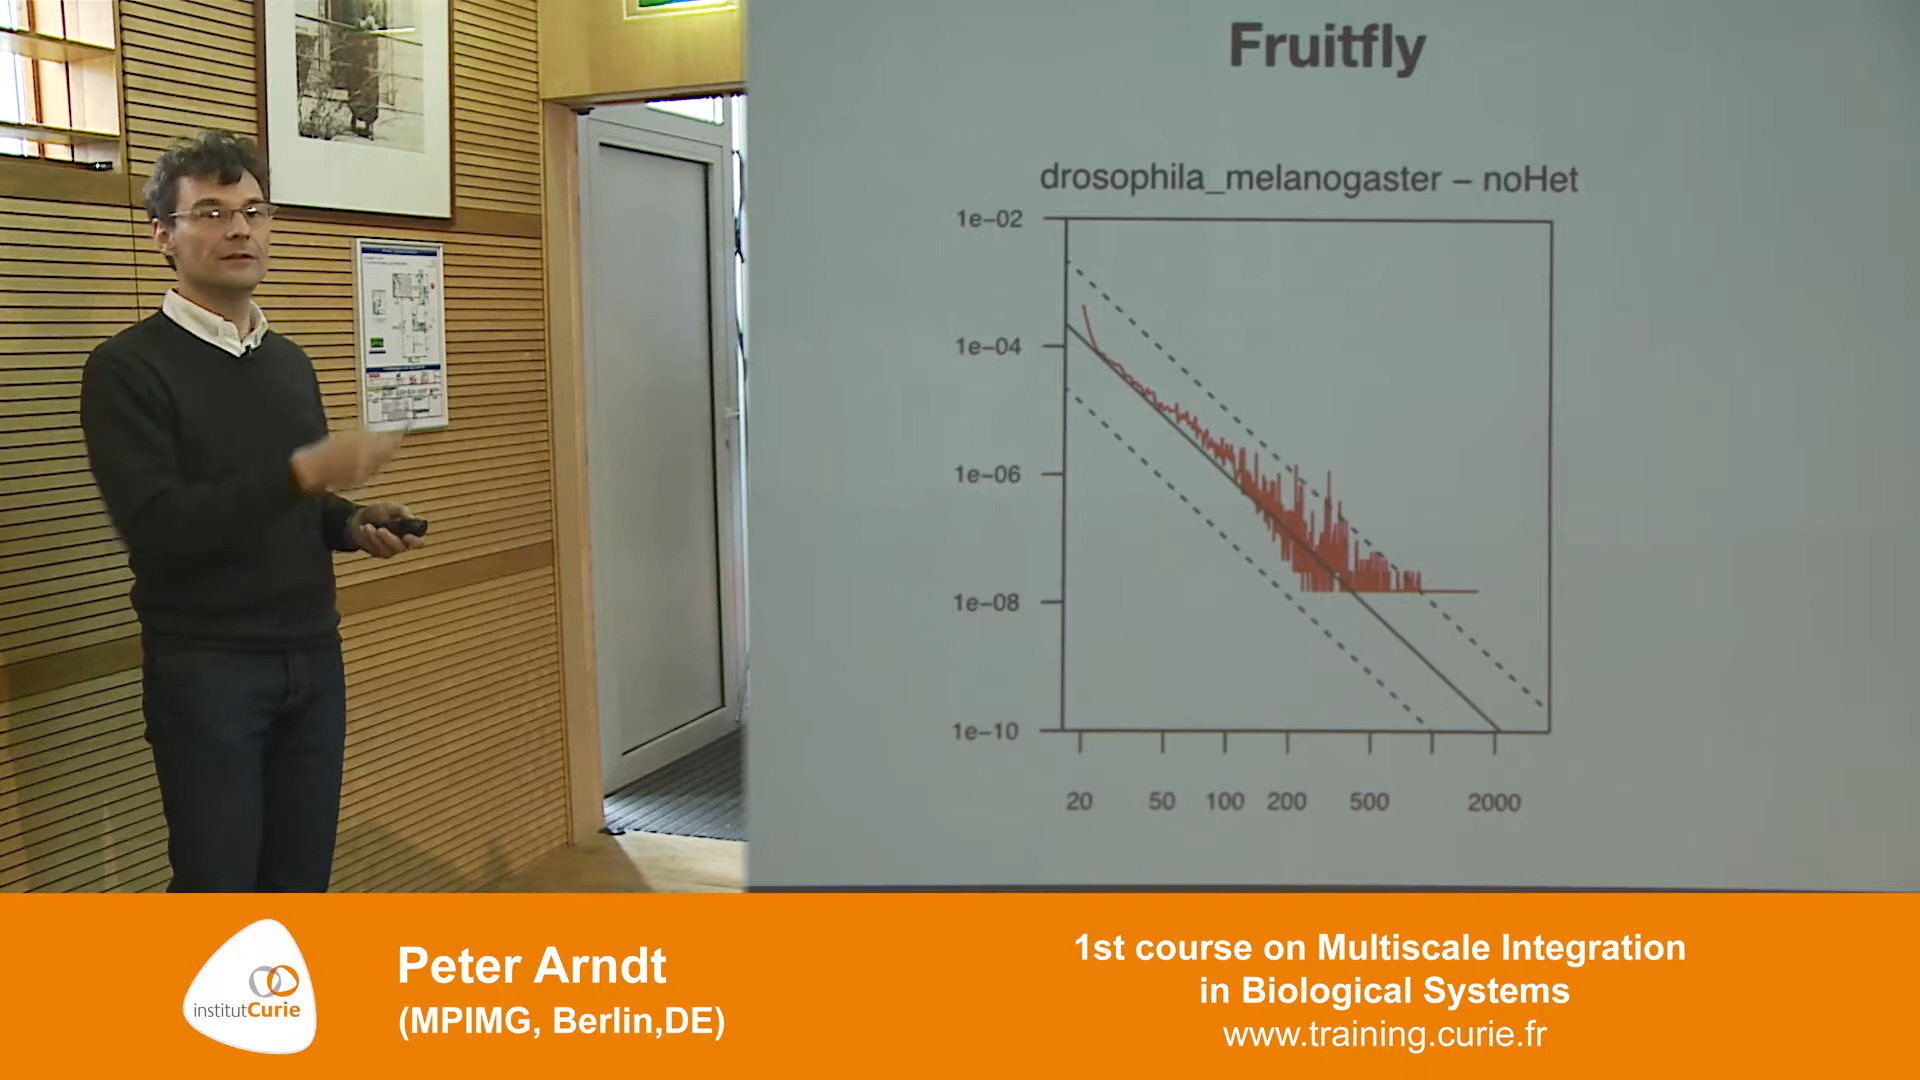 Fruitfly
drosophila_melanogaster – noHet
1e−02
1e−04
1e−06
1e−08
1e−10
20 50 100 200 500 2000
institutCurie
Peter Arndt
(MPIMG, Berlin,DE)
1st course on Multiscale Integration
in Biological Systems
www.training.curie.fr